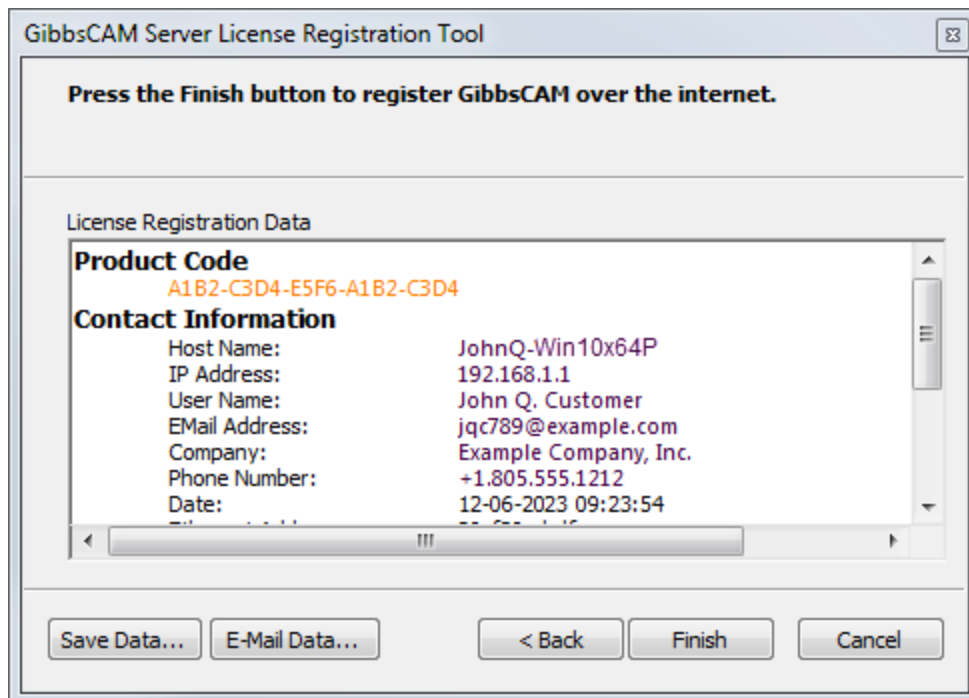 GibbsCAM Server License Registration Tool
Press the Finish button to register GibbsCAM over the internet.
License Registration Data
Product Code
A1B2-C3D4-E5F6-A1B2-C3D4
Contact Information
Host Name: JohnQ-Win10x64P
IP Address: 192.168.1.1
User Name: John Q. Customer
EMail Address: jqc789@example.com
Company: Example Company, Inc.
Phone Number: +1.805.555.1212
Date: 12-06-2023 09:23:54
Save Data... E-Mail Data... < Back Finish Cancel